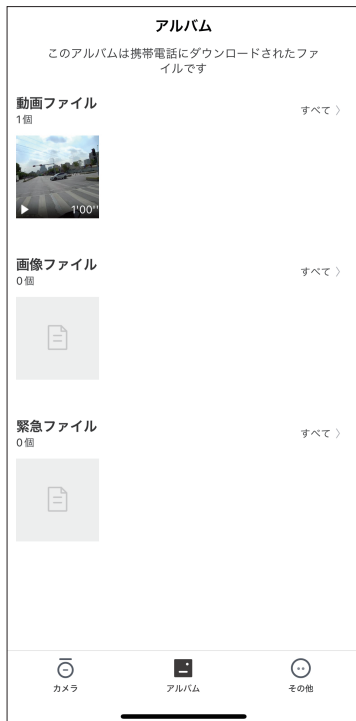 アルバム
このアルバムは携帯電話にダウンロードされたファ
イルです
動画ファイル
1個
すべて 〉
1'00''
画像ファイル
0個
すべて 〉
緊急ファイル
0個
すべて 〉
カメラ
アルバム
その他